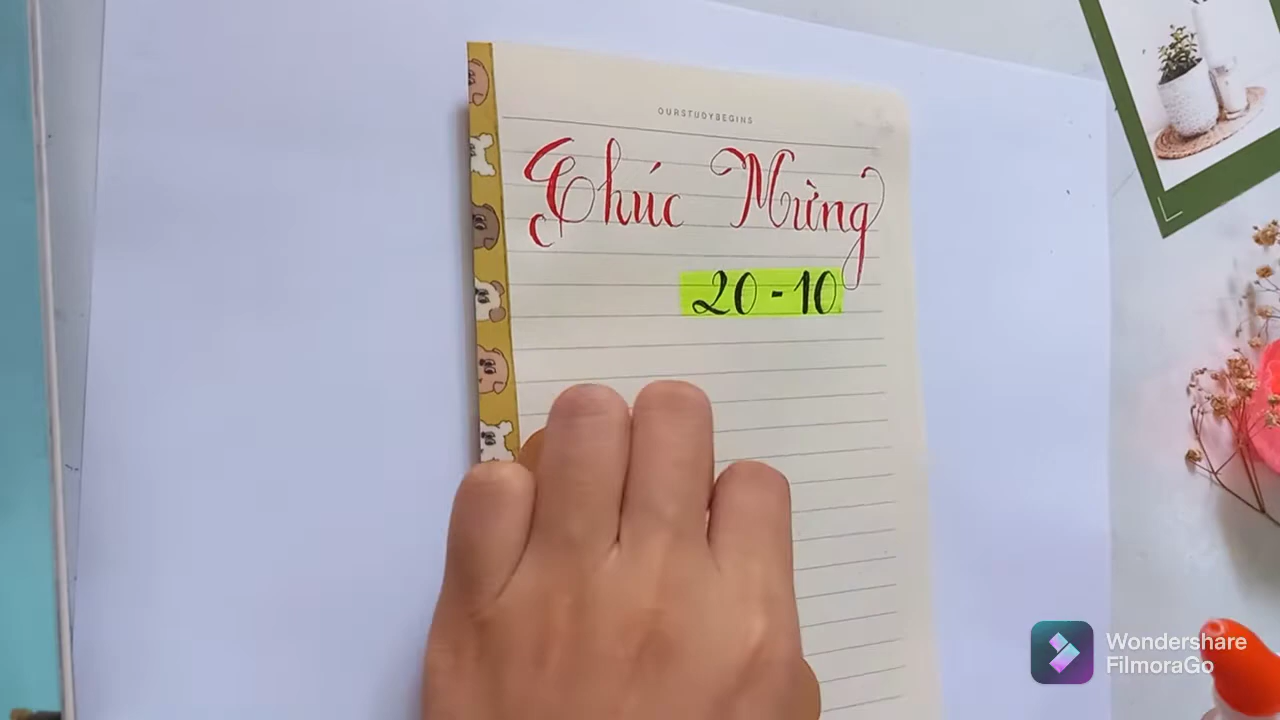 OURSTUDYBEGINS
Chúc Mừng
20 - 10
Wondershare
FilmoraGo